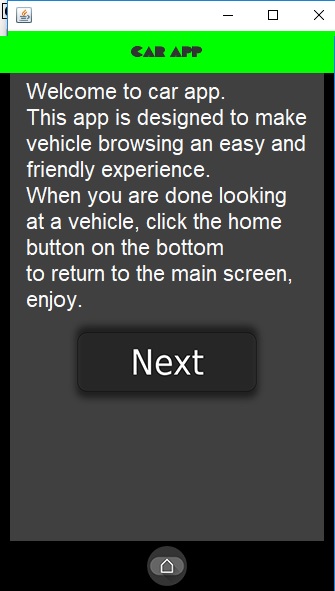 CAR APP
Welcome to car app.
This app is designed to make
vehicle browsing an easy and
friendly experience.
When you are done looking
at a vehicle, click the home
button on the bottom
to return to the main screen,
enjoy.
Next